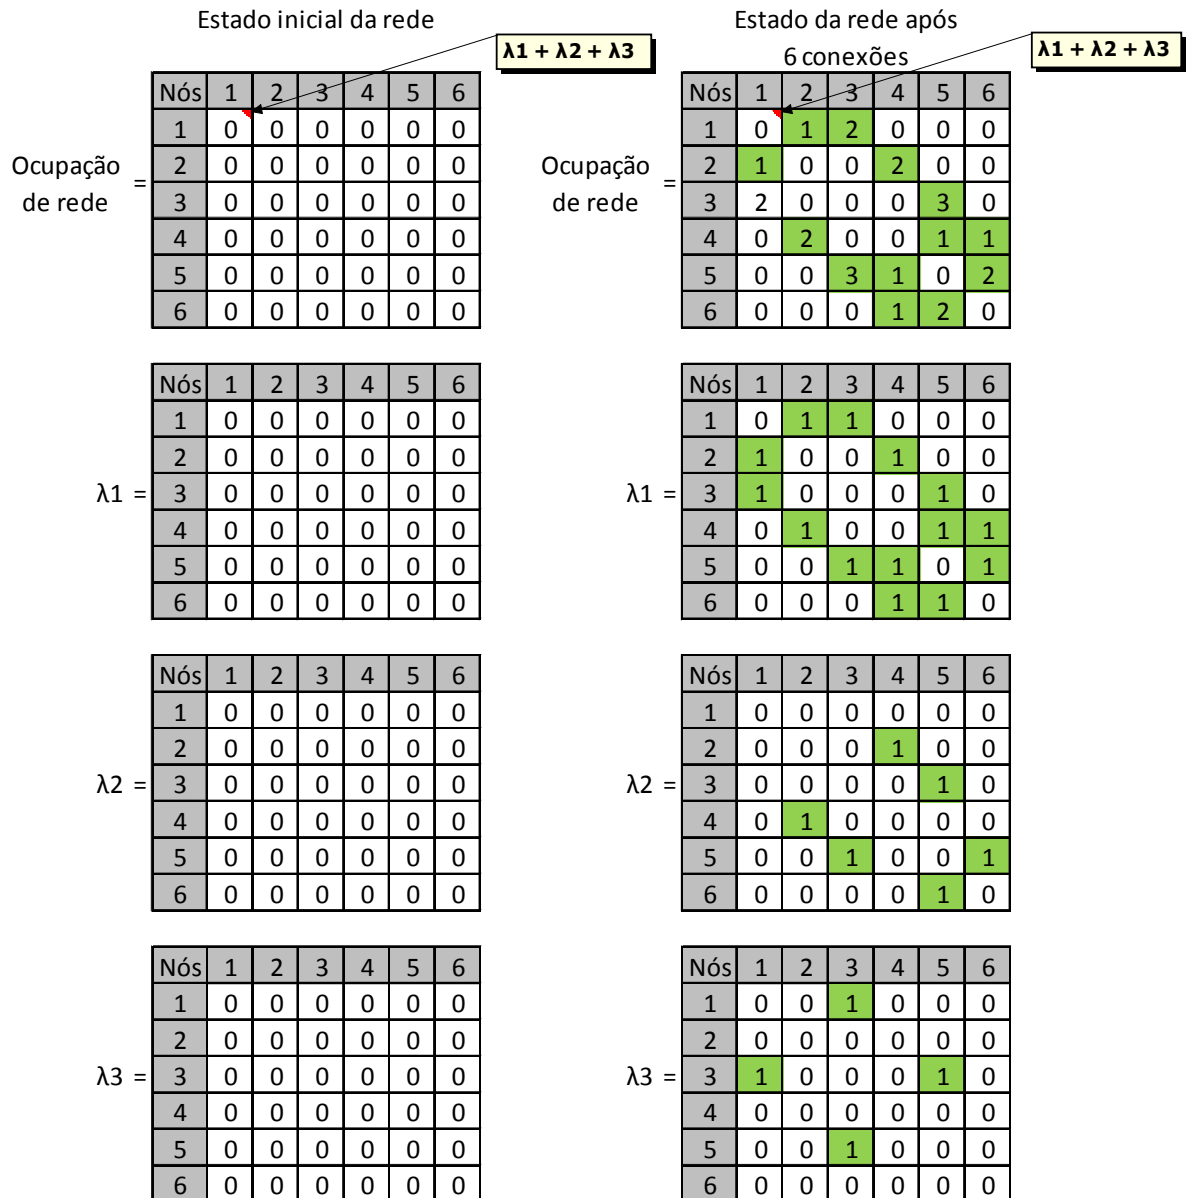 Estado inicial da rede
λ1 + λ2 + λ3
Ocupação
de rede =
Nós 1 2 3 4 5 6
1 0 0 0 0 0 0
2 0 0 0 0 0 0
3 0 0 0 0 0 0
4 0 0 0 0 0 0
5 0 0 0 0 0 0
6 0 0 0 0 0 0
λ1 =
Nós 1 2 3 4 5 6
1 0 0 0 0 0 0
2 0 0 0 0 0 0
3 0 0 0 0 0 0
4 0 0 0 0 0 0
5 0 0 0 0 0 0
6 0 0 0 0 0 0
λ2 =
Nós 1 2 3 4 5 6
1 0 0 0 0 0 0
2 0 0 0 0 0 0
3 0 0 0 0 0 0
4 0 0 0 0 0 0
5 0 0 0 0 0 0
6 0 0 0 0 0 0
λ3 =
Nós 1 2 3 4 5 6
1 0 0 0 0 0 0
2 0 0 0 0 0 0
3 0 0 0 0 0 0
4 0 0 0 0 0 0
5 0 0 0 0 0 0
6 0 0 0 0 0 0
Estado da rede após
6 conexões
λ1 + λ2 + λ3
Ocupação
de rede =
Nós 1 2 3 4 5 6
1 0 1 2 0 0 0
2 1 0 0 2 0 0
3 2 0 0 0 3 0
4 0 2 0 0 1 1
5 0 0 3 1 0 2
6 0 0 0 1 2 0
λ1 =
Nós 1 2 3 4 5 6
1 0 1 1 0 0 0
2 1 0 0 1 0 0
3 1 0 0 0 1 0
4 0 1 0 0 1 1
5 0 0 1 1 0 1
6 0 0 0 1 1 0
λ2 =
Nós 1 2 3 4 5 6
1 0 0 0 0 0 0
2 0 0 0 1 0 0
3 0 0 0 0 1 0
4 0 1 0 0 0 0
5 0 0 1 0 0 1
6 0 0 0 0 1 0
λ3 =
Nós 1 2 3 4 5 6
1 0 0 1 0 0 0
2 0 0 0 0 0 0
3 1 0 0 0 1 0
4 0 0 0 0 0 0
5 0 0 1 0 0 0
6 0 0 0 0 0 0